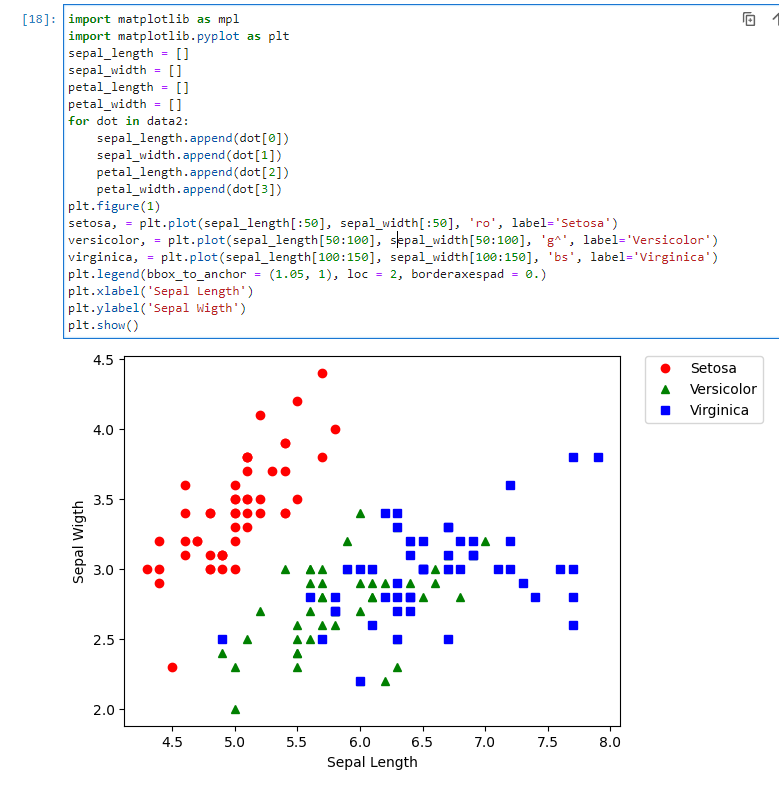 [18]:
import matplotlib as mpl
import matplotlib.pyplot as plt
sepal_length = []
sepal_width = []
petal_length = []
petal_width = []
for dot in data2:
    sepal_length.append(dot[0])
    sepal_width.append(dot[1])
    petal_length.append(dot[2])
    petal_width.append(dot[3])
plt.figure(1)
setosa, = plt.plot(sepal_length[:50], sepal_width[:50], 'ro', label='Setosa')
versicolor, = plt.plot(sepal_length[50:100], sepal_width[50:100], 'g^', label='Versicolor')
virginica, = plt.plot(sepal_length[100:150], sepal_width[100:150], 'bs', label='Virginica')
plt.legend(bbox_to_anchor = (1.05, 1), loc = 2, borderaxespad = 0.)
plt.xlabel('Sepal Length')
plt.ylabel('Sepal Wigth')
plt.show()
4.5
4.0
3.5
3.0
2.5
2.0
Sepal Wigth
4.5 5.0 5.5 6.0 6.5 7.0 7.5 8.0
Sepal Length
Setosa
Versicolor
Virginica